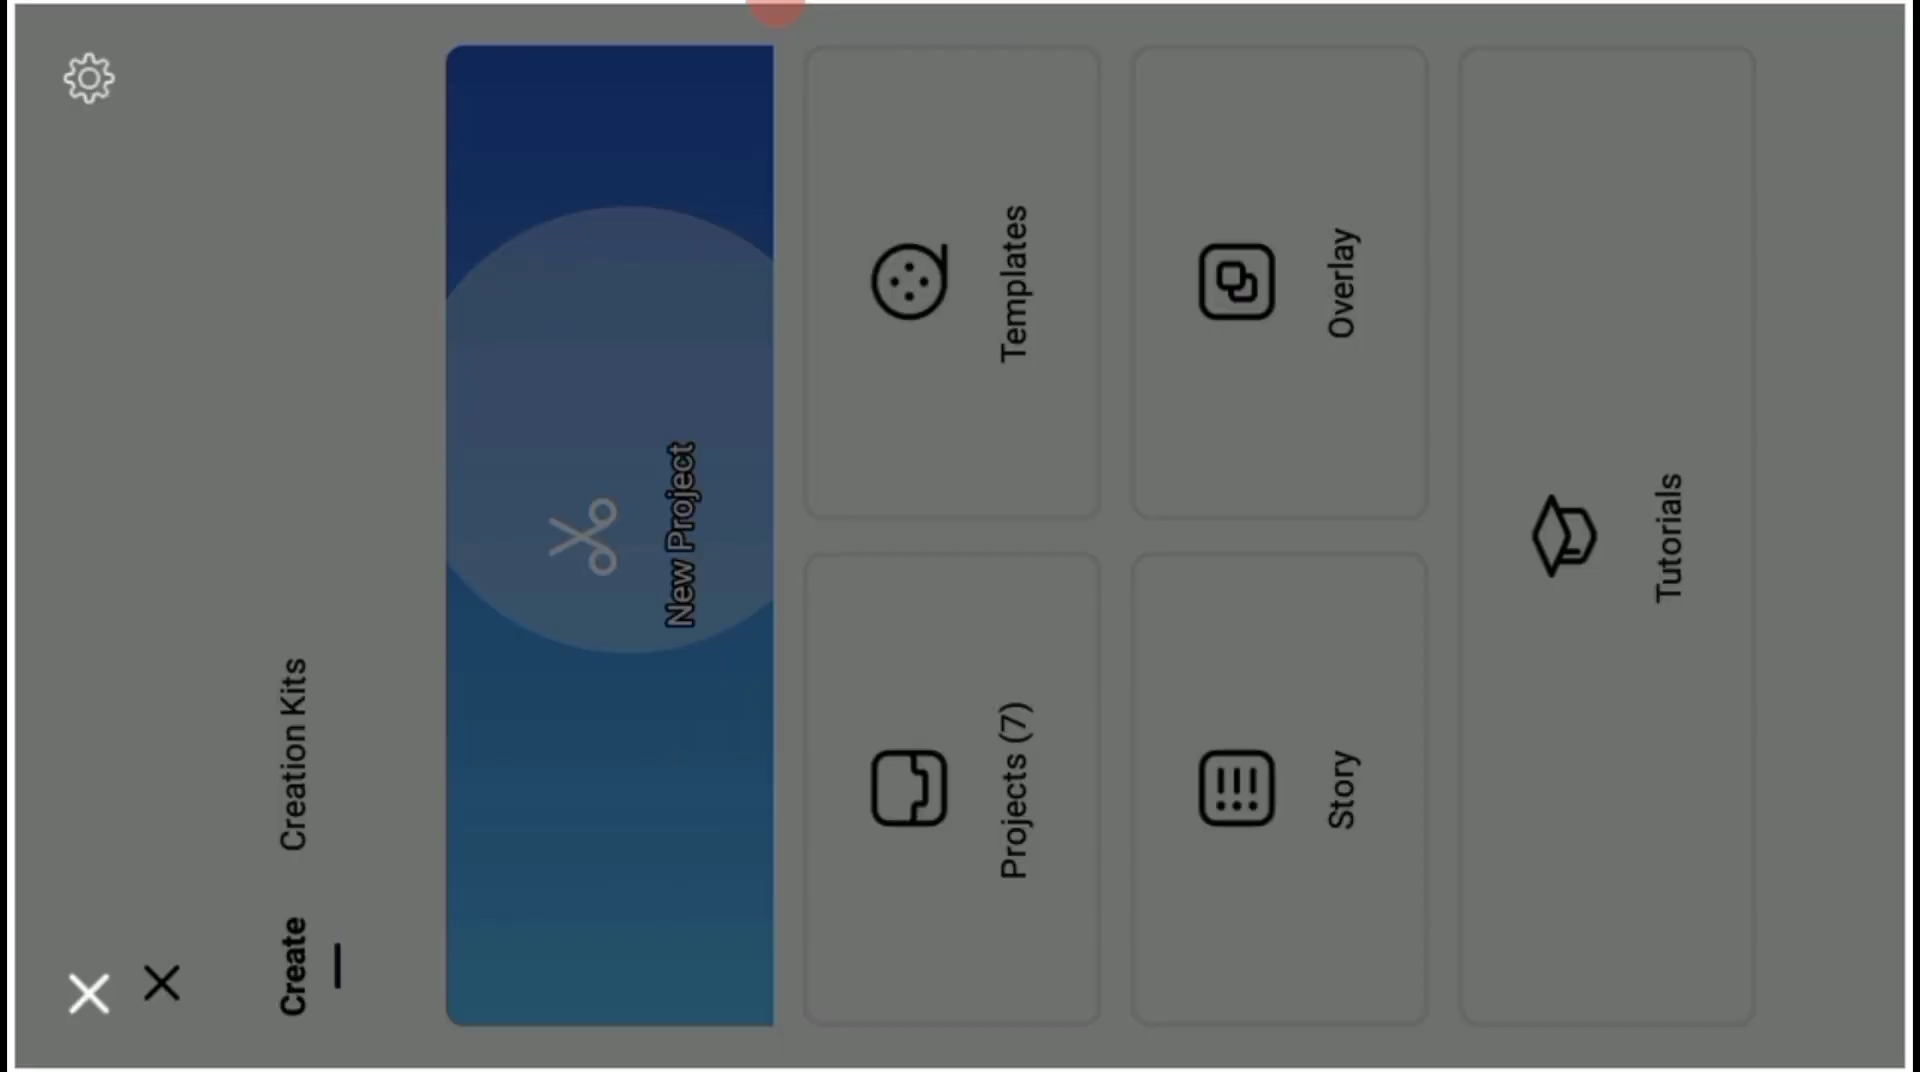 Create
Creation Kits
New Project
Projects (7)
Templates
Story
Overlay
Tutorials